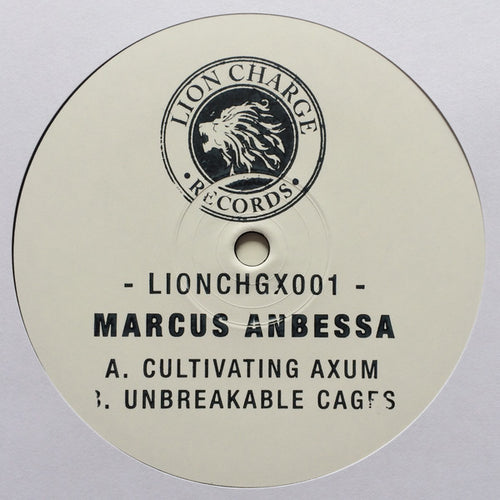 LION CHARGE
• RECORDS •
- LIONCHGX001 -
MARCUS ANBESSA
A. CULTIVATING AXUM
B. UNBREAKABLE CAGES